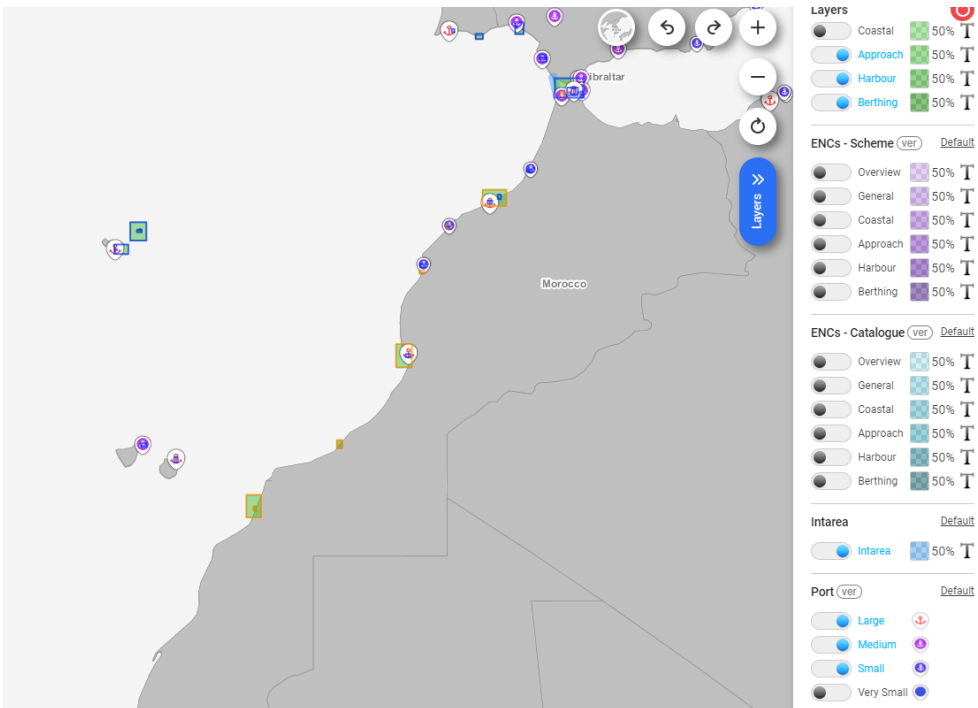 Gibraltar
Morocco
Layers
Layers
Coastal 50% T
Approach 50% T
Harbour 50% T
Berthing 50% T
ENCs - Scheme ver Default
Overview 50% T
General 50% T
Coastal 50% T
Approach 50% T
Harbour 50% T
Berthing 50% T
ENCs - Catalogue ver Default
Overview 50% T
General 50% T
Coastal 50% T
Approach 50% T
Harbour 50% T
Berthing 50% T
Intarea Default
Intarea 50% T
Port ver Default
Large
Medium
Small
Very Small